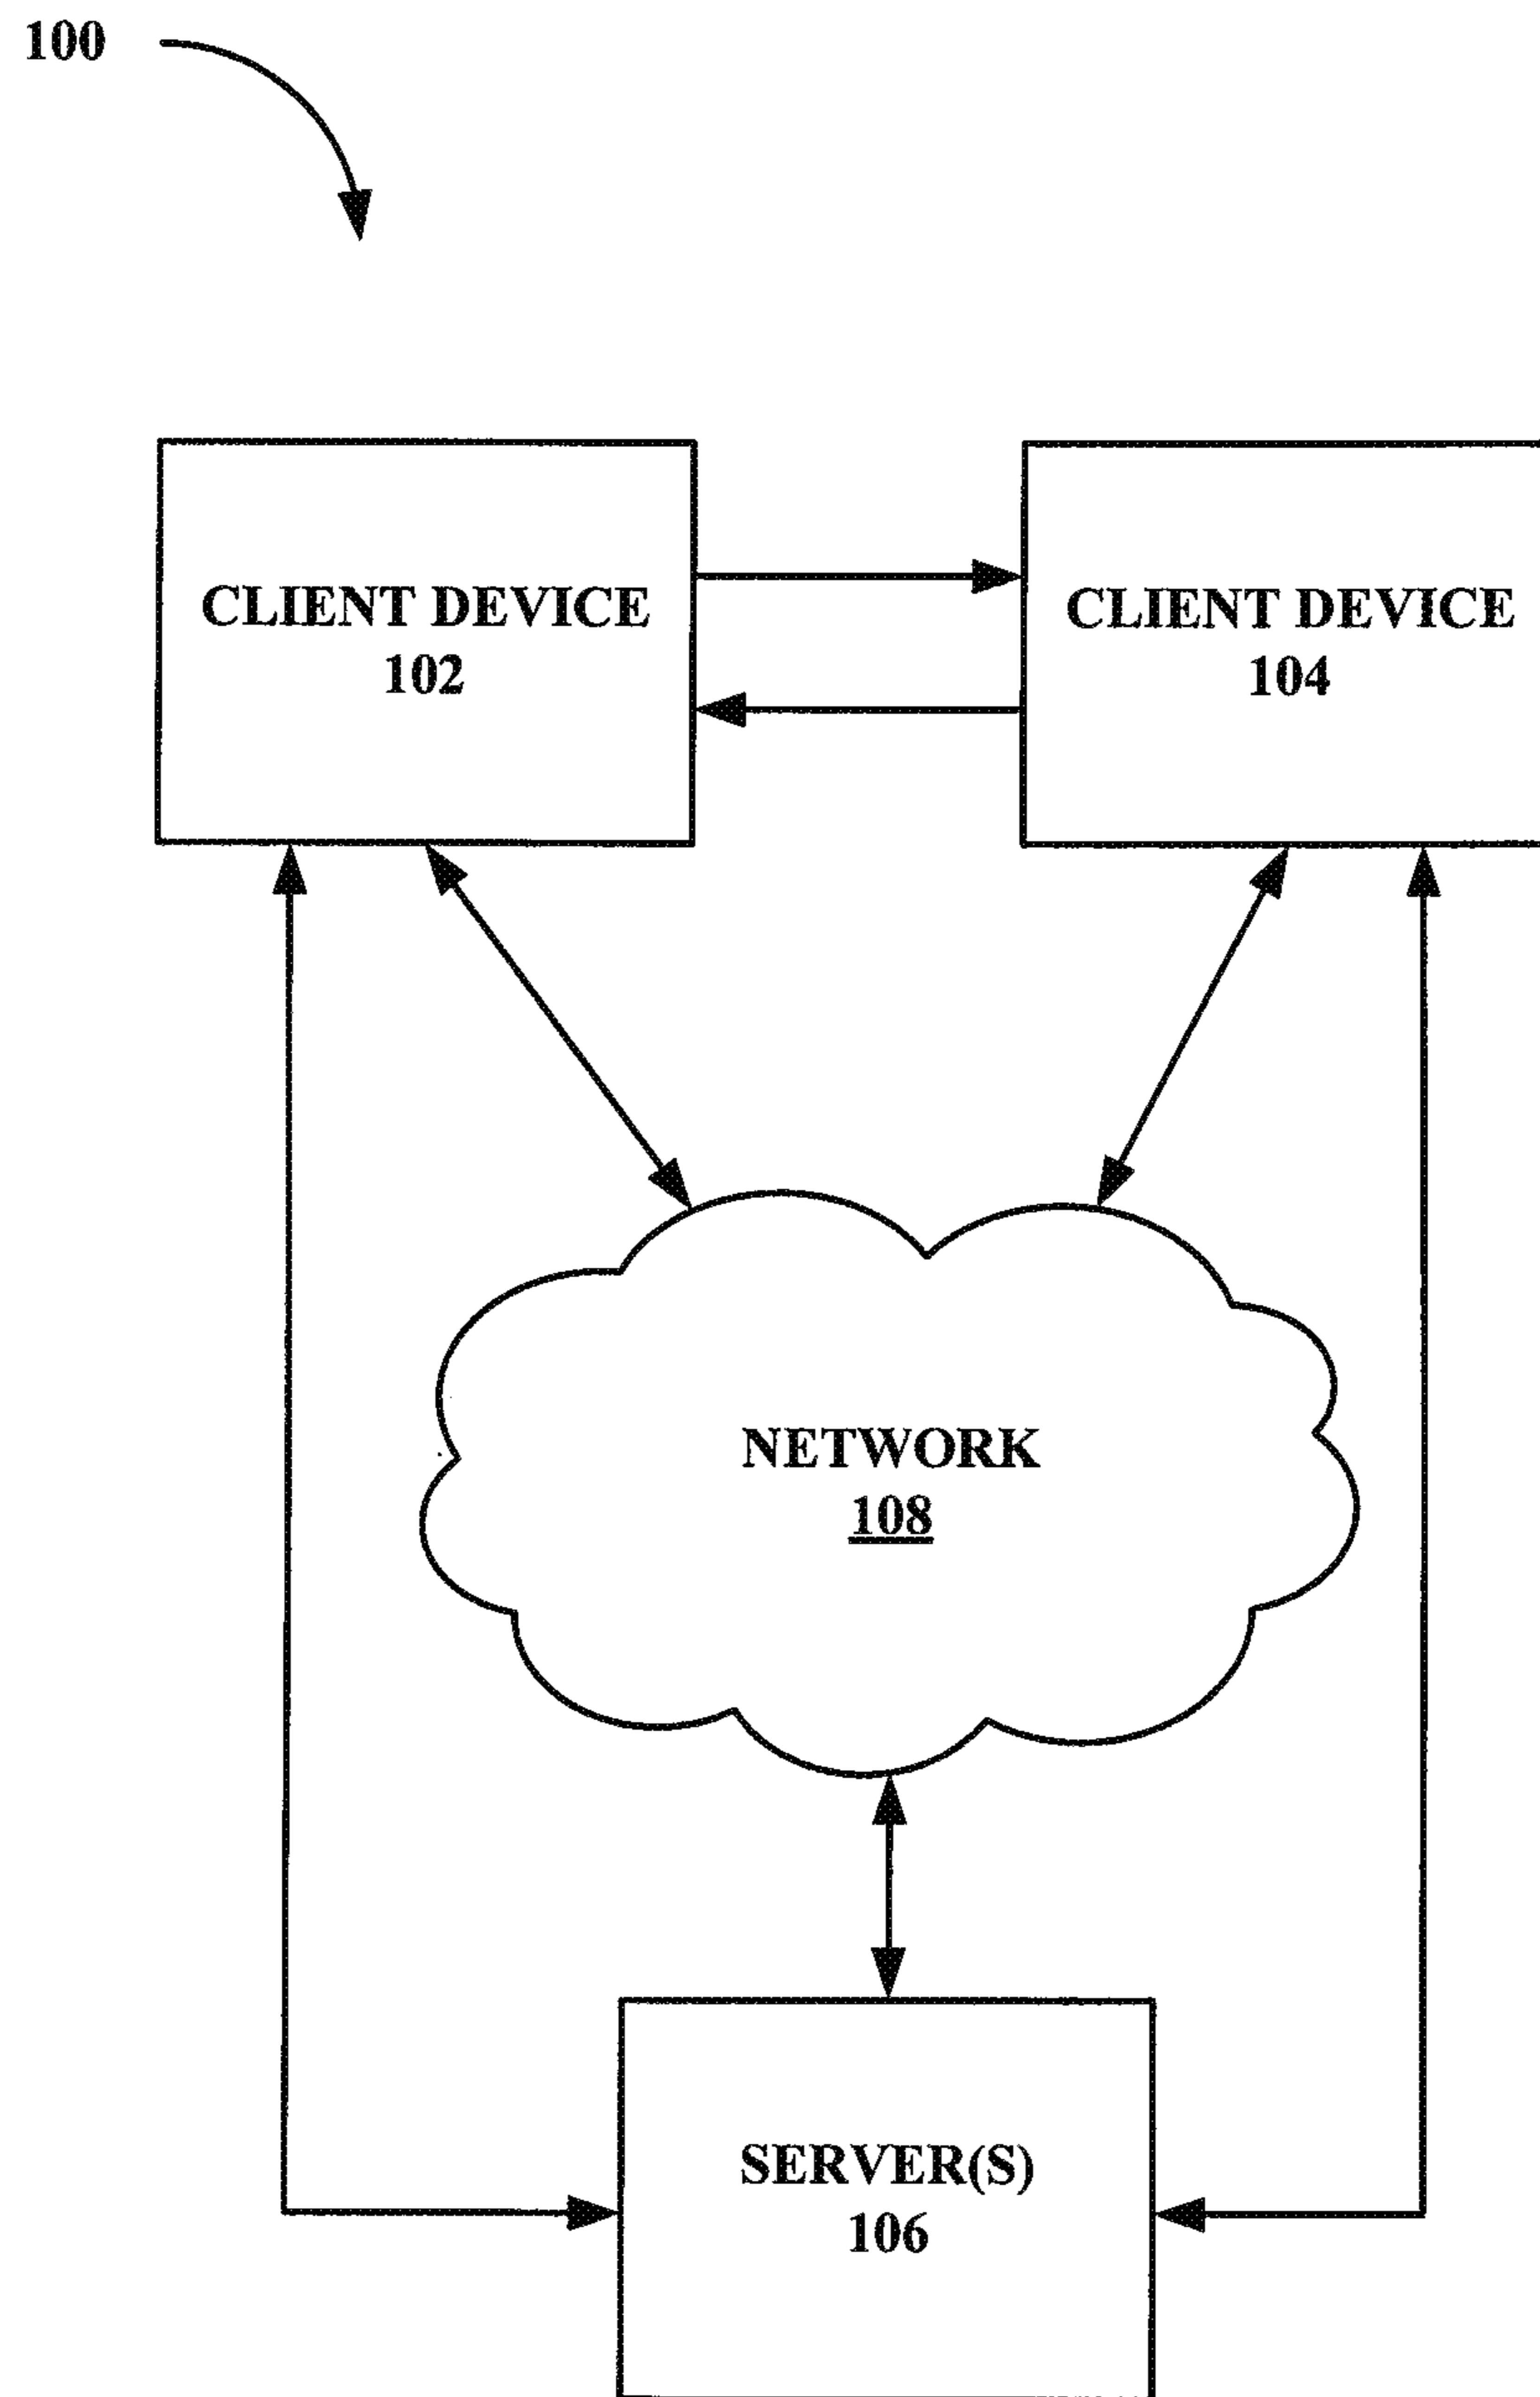 100
CLIENT DEVICE
102
CLIENT DEVICE
104
NETWORK
108
SERVER(S)
106